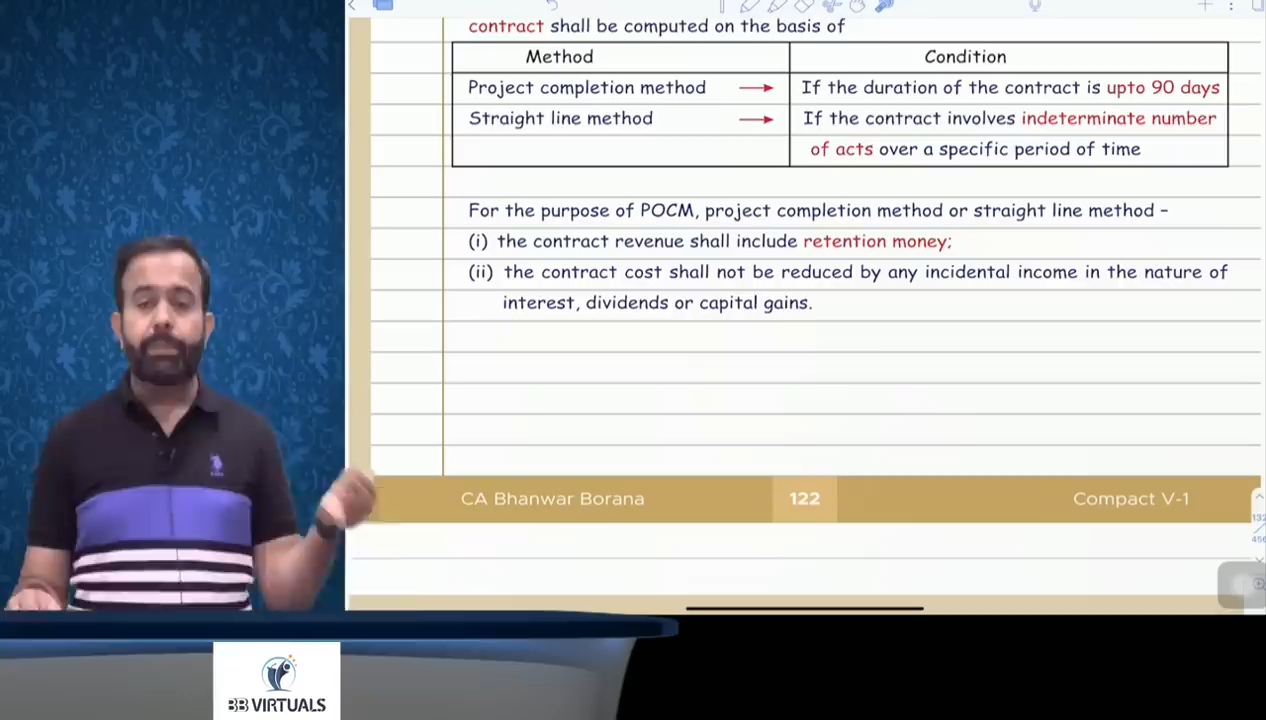 contract shall be computed on the basis of
Method Condition
Project completion method → If the duration of the contract is upto 90 days
Straight line method → If the contract involves indeterminate number
of acts over a specific period of time
For the purpose of POCM, project completion method or straight line method –
(i) the contract revenue shall include retention money;
(ii) the contract cost shall not be reduced by any incidental income in the nature of
interest, dividends or capital gains.
CA Bhanwar Borana 122 Compact V-1
132
456
BB VIRTUALS